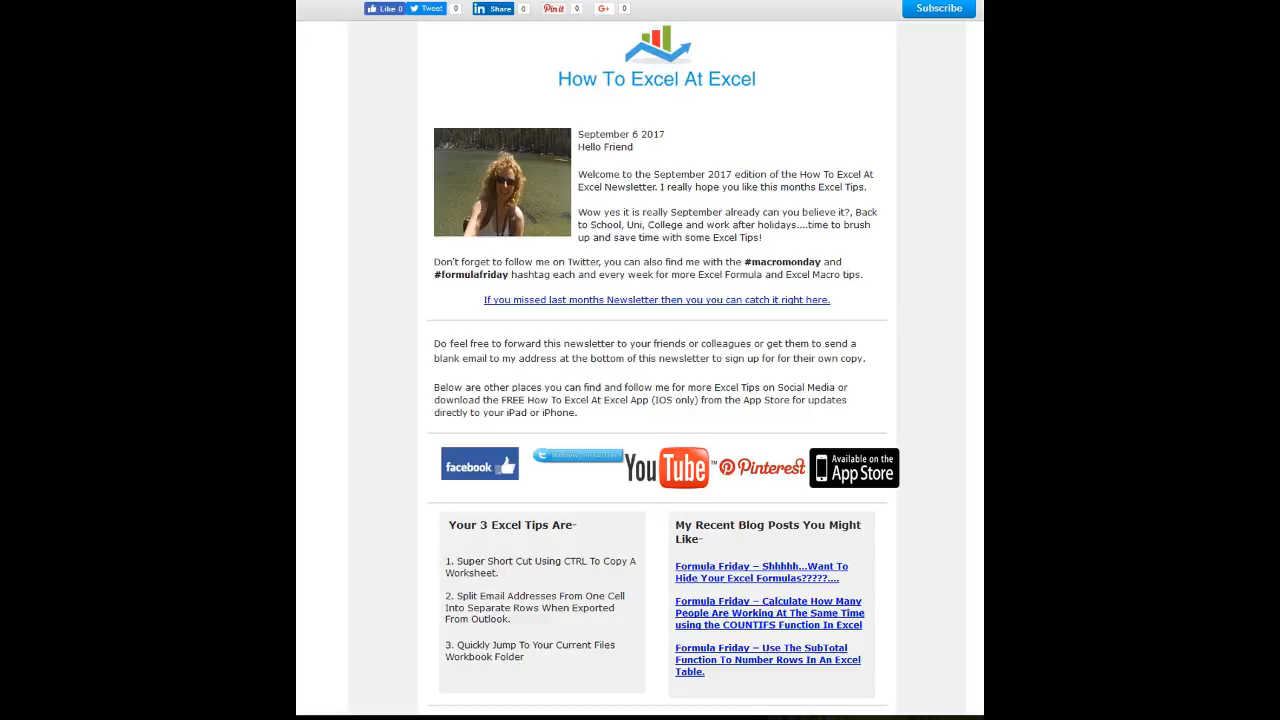 Like 0 Tweet 0 Share 0 Pin it 0 G+ 0 Subscribe
How To Excel At Excel
September 6 2017
Hello Friend
Welcome to the September 2017 edition of the How To Excel At
Excel Newsletter. I really hope you like this months Excel Tips.
Wow yes it is really September already can you believe it?, Back
to School, Uni, College and work after holidays....time to brush
up and save time with some Excel Tips!
Don't forget to follow me on Twitter, you can also find me with the #macromonday and
#formulafriday hashtag each and every week for more Excel Formula and Excel Macro tips.
If you missed last months Newsletter then you you can catch it right here.
Do feel free to forward this newsletter to your friends or colleagues or get them to send a
blank email to my address at the bottom of this newsletter to sign up for for their own copy.
Below are other places you can find and follow me for more Excel Tips on Social Media or
download the FREE How To Excel At Excel App (IOS only) from the App Store for updates
directly to your iPad or iPhone.
facebook
YouTube™
Pinterest
Available on the
App Store
Your 3 Excel Tips Are-
1. Super Short Cut Using CTRL To Copy A
Worksheet.
2. Split Email Addresses From One Cell
Into Separate Rows When Exported
From Outlook.
3. Quickly Jump To Your Current Files
Workbook Folder
My Recent Blog Posts You Might
Like-
Formula Friday – Shhhhh...Want To
Hide Your Excel Formulas?????....
Formula Friday – Calculate How Many
People Are Working At The Same Time
using the COUNTIFS Function In Excel
Formula Friday – Use The SubTotal
Function To Number Rows In An Excel
Table.